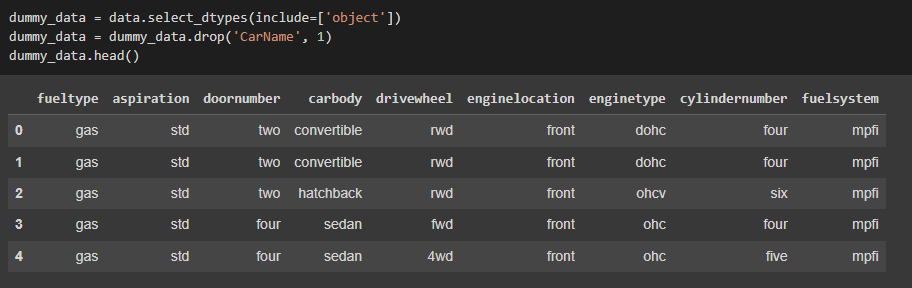 dummy_data = data.select_dtypes(include=['object'])
dummy_data = dummy_data.drop('CarName', 1)
dummy_data.head()
fueltype aspiration doornumber carbody drivewheel enginelocation enginetype cylindernumber fuelsystem
0 gas std two convertible rwd front dohc four mpfi
1 gas std two convertible rwd front dohc four mpfi
2 gas std two hatchback rwd front ohcv six mpfi
3 gas std four sedan fwd front ohc four mpfi
4 gas std four sedan 4wd front ohc five mpfi